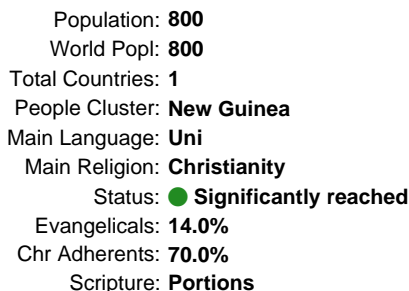 Population: 800
World Popl: 800
Total Countries: 1
People Cluster: New Guinea
Main Language: Uni
Main Religion: Christianity
Status: Significantly reached
Evangelicals: 14.0%
Chr Adherents: 70.0%
Scripture: Portions